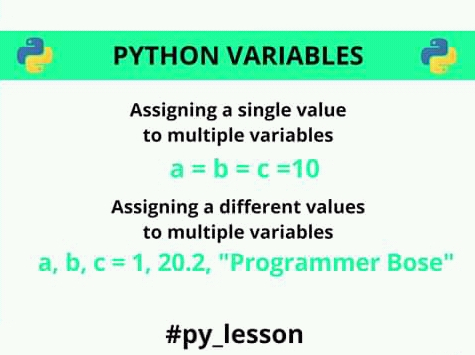 PYTHON VARIABLES
Assigning a single value
to multiple variables
a = b = c =10
Assigning a different values
to multiple variables
a, b, c = 1, 20.2, "Programmer Bose"
#py_lesson